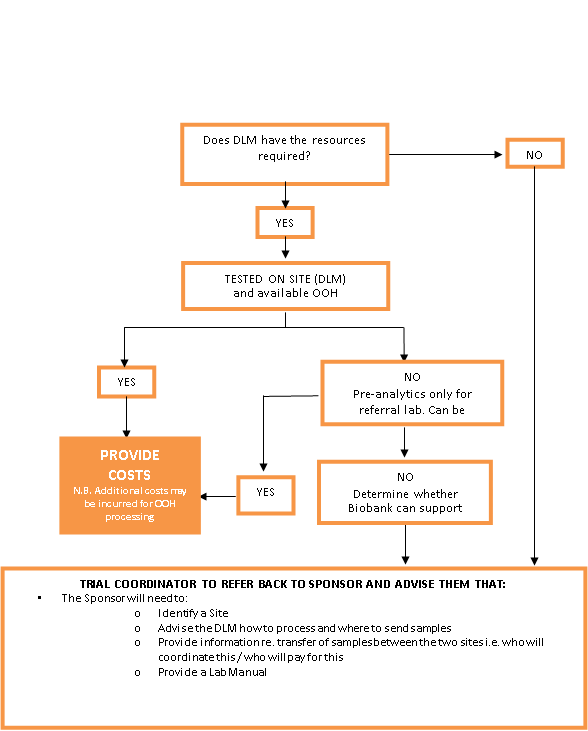 Does DLM have the resources
required?
NO
YES
TESTED ON SITE (DLM)
and available OOH
YES
NO
Pre-analytics only for
referral lab. Can be
PROVIDE
COSTS
N.B. Additional costs may
be incurred for OOH
processing
YES
NO
Determine whether
Biobank can support
TRIAL COORDINATOR TO REFER BACK TO SPONSOR AND ADVISE THEM THAT:
• The Sponsor will need to:
o Identify a Site
o Advise the DLM how to process and where to send samples
o Provide information re. transfer of samples between the two sites i.e. who will
coordinate this / who will pay for this
o Provide a Lab Manual